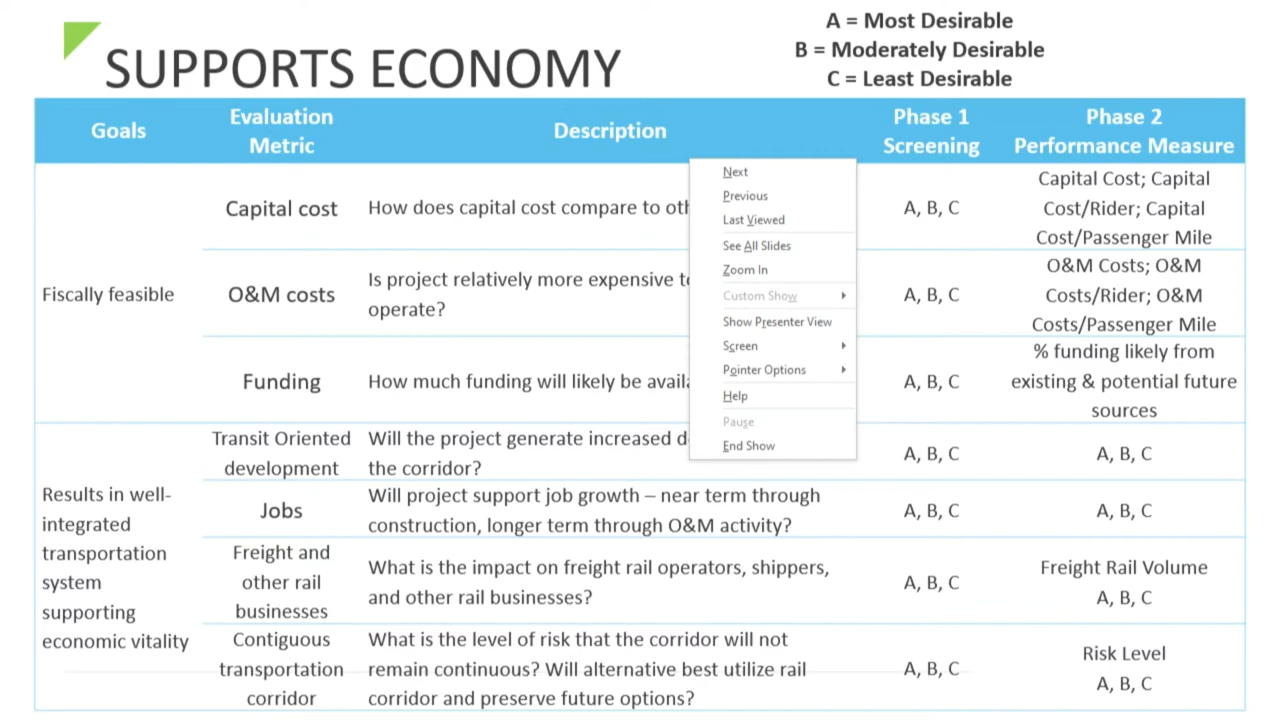 A = Most Desirable
B = Moderately Desirable
C = Least Desirable
SUPPORTS ECONOMY
Goals
Evaluation
Metric
Description
Phase 1
Screening
Phase 2
Performance Measure
Fiscally feasible
Capital cost
How does capital cost compare to
A, B, C
Capital Cost; Capital
Cost/Rider; Capital
Cost/Passenger Mile
O&M costs
Is project relatively more expensive
operate?
A, B, C
O&M Costs; O&M
Costs/Rider; O&M
Costs/Passenger Mile
Funding
How much funding will likely be
A, B, C
% funding likely from
existing & potential future
sources
Results in well-
integrated
transportation
system
supporting
economic vitality
Transit Oriented
development
Will the project generate increased
the corridor?
A, B, C
A, B, C
Jobs
Will project support job growth – near term through
construction, longer term through O&M activity?
A, B, C
A, B, C
Freight and
other rail
businesses
What is the impact on freight rail operators, shippers,
and other rail businesses?
A, B, C
Freight Rail Volume
A, B, C
Contiguous
transportation
corridor
What is the level of risk that the corridor will not
remain continuous? Will alternative best utilize rail
corridor and preserve future options?
A, B, C
Risk Level
A, B, C
Next
Previous
Last Viewed
See All Slides
Zoom In
Custom Show
Show Presenter View
Screen
Pointer Options
Help
Pause
End Show